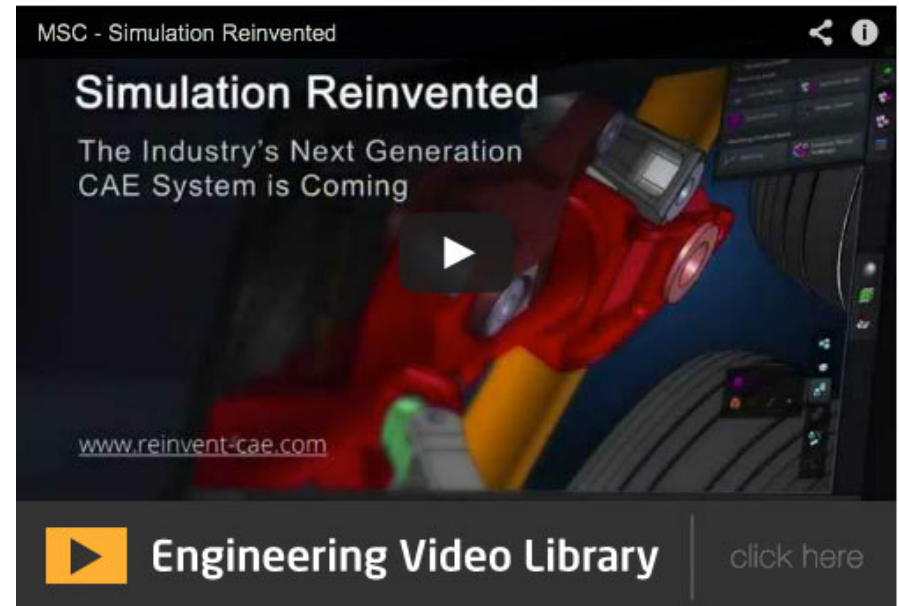 MSC - Simulation Reinvented
Simulation Reinvented
The Industry's Next Generation
CAE System is Coming
www.reinvent-cae.com
Engineering Video Library
click here